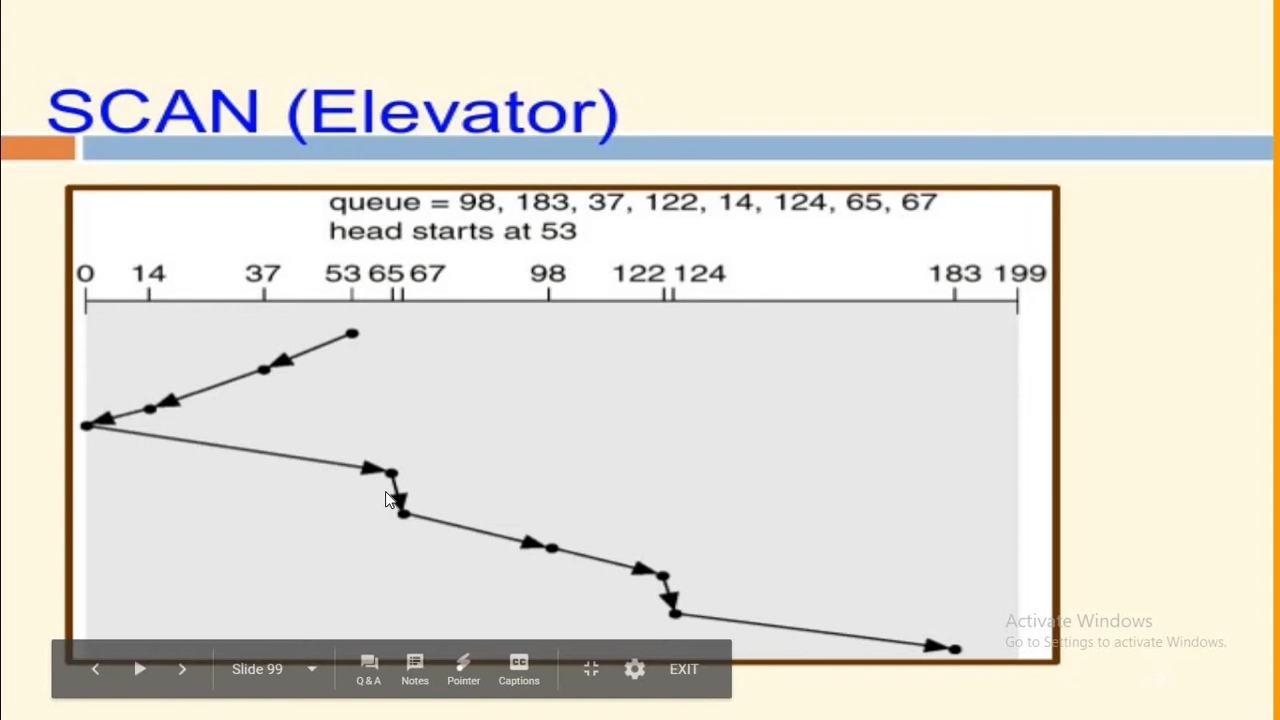 SCAN (Elevator)
queue = 98, 183, 37, 122, 14, 124, 65, 67
head starts at 53
0 14 37 53 65 67 98 122 124 183 199
Activate Windows
Go to Settings to activate Windows.
Slide 99
Q & A Notes Pointer Captions EXIT
CC